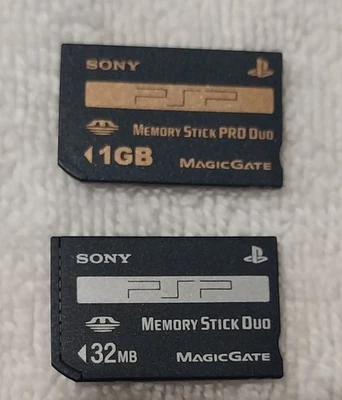 SONY
PSP
MEMORY STICK PRO DUO
1GB
MAGICGATE
SONY
PSP
MEMORY STICK DUO
32MB
MAGICGATE